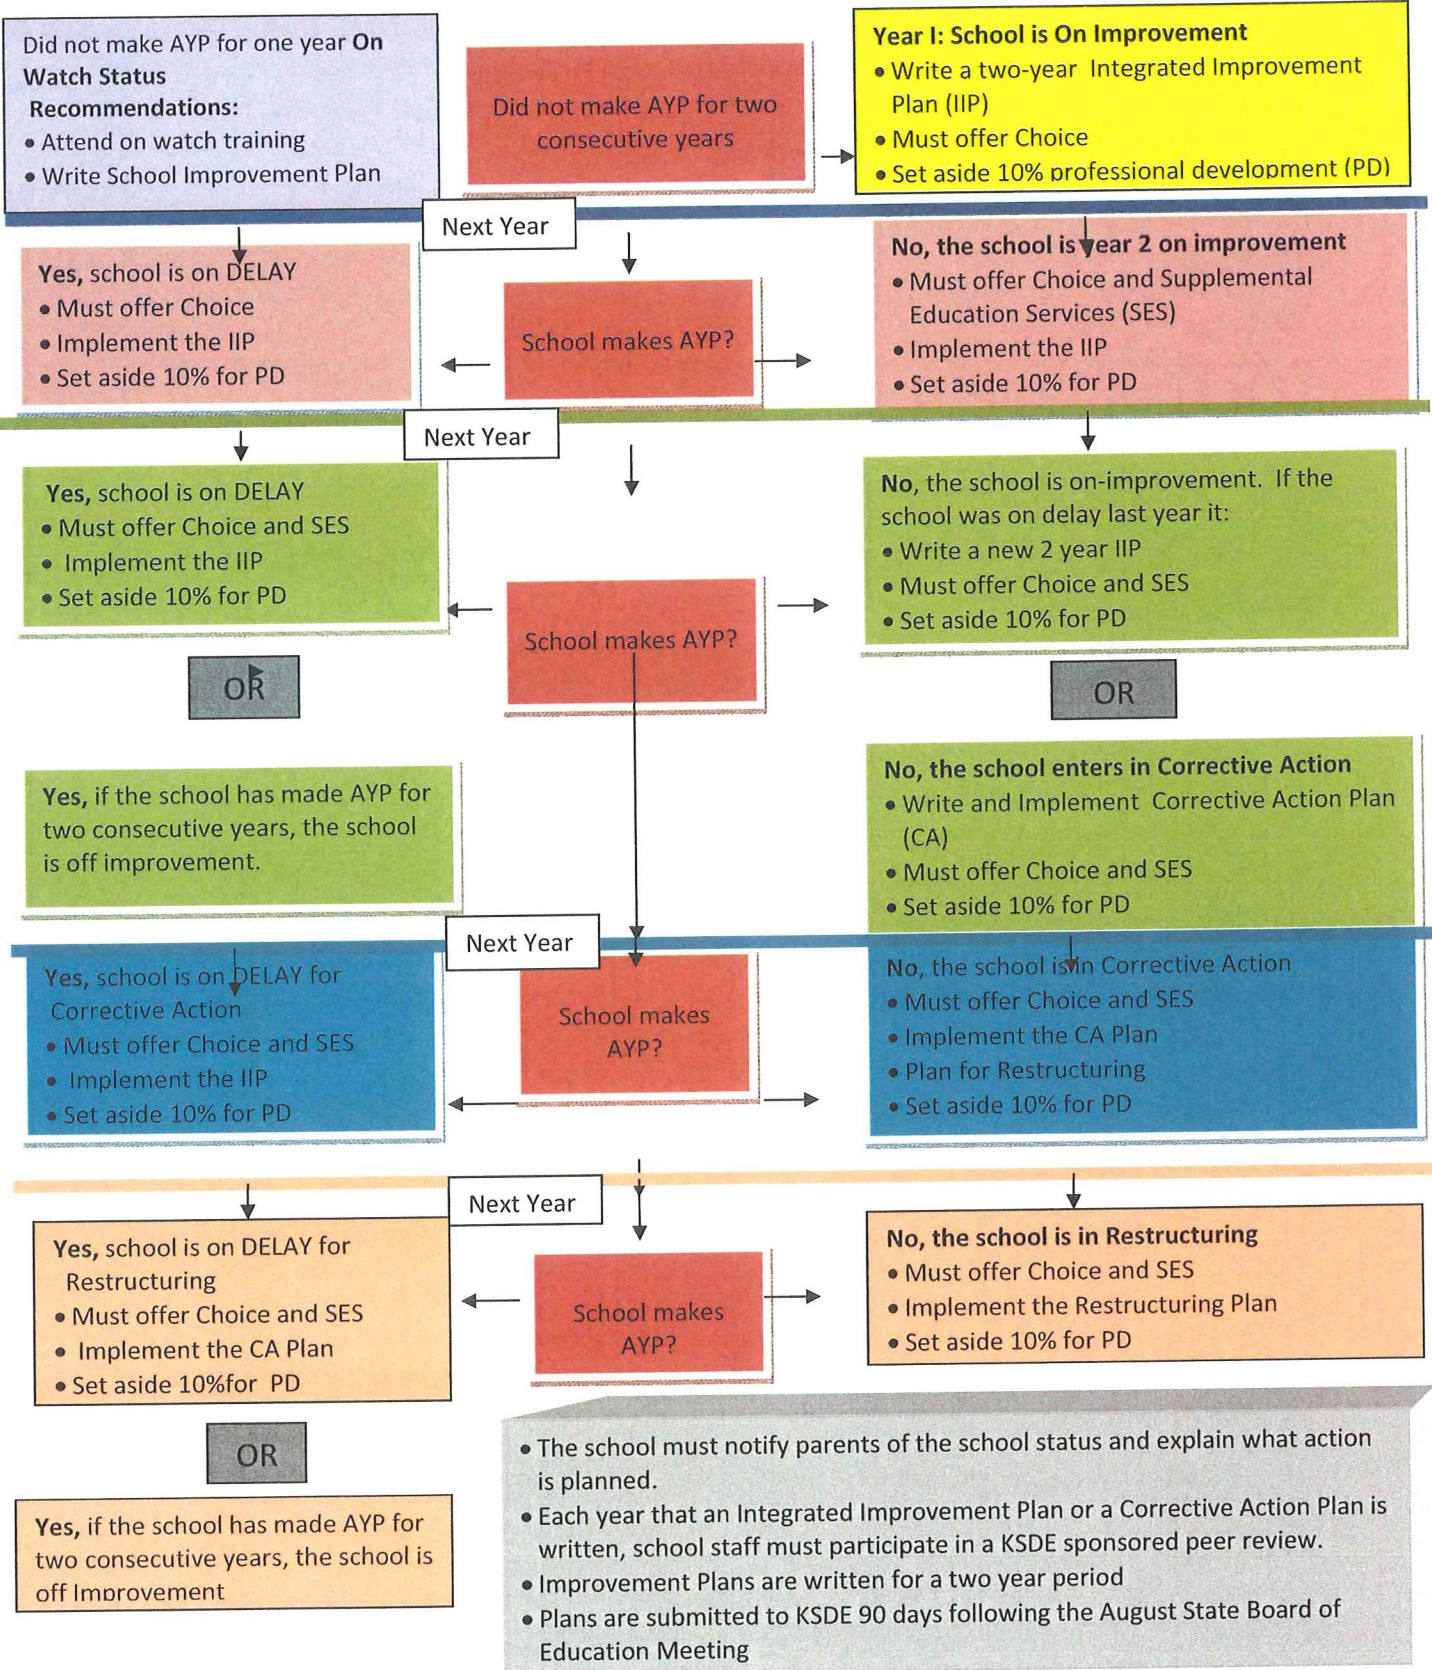 Did not make AYP for one year On
Watch Status
Recommendations:
• Attend on watch training
• Write School Improvement Plan
Did not make AYP for two
consecutive years
Year I: School is On Improvement
• Write a two-year Integrated Improvement
Plan (IIP)
• Must offer Choice
• Set aside 10% professional development (PD)
Next Year
Yes, school is on DELAY
• Must offer Choice
• Implement the IIP
• Set aside 10% for PD
School makes AYP?
No, the school is year 2 on improvement
• Must offer Choice and Supplemental
Education Services (SES)
• Implement the IIP
• Set aside 10% for PD
Next Year
Yes, school is on DELAY
• Must offer Choice and SES
• Implement the IIP
• Set aside 10% for PD
School makes AYP?
No, the school is on-improvement. If the
school was on delay last year it:
• Write a new 2 year IIP
• Must offer Choice and SES
• Set aside 10% for PD
OR
OR
Yes, if the school has made AYP for
two consecutive years, the school
is off improvement.
No, the school enters in Corrective Action
• Write and Implement Corrective Action Plan
(CA)
• Must offer Choice and SES
• Set aside 10% for PD
Next Year
Yes, school is on DELAY for
Corrective Action
• Must offer Choice and SES
• Implement the IIP
• Set aside 10% for PD
School makes
AYP?
No, the school is in Corrective Action
• Must offer Choice and SES
• Implement the CA Plan
• Plan for Restructuring
• Set aside 10% for PD
Next Year
Yes, school is on DELAY for
Restructuring
• Must offer Choice and SES
• Implement the CA Plan
• Set aside 10%for PD
School makes
AYP?
No, the school is in Restructuring
• Must offer Choice and SES
• Implement the Restructuring Plan
• Set aside 10% for PD
OR
Yes, if the school has made AYP for
two consecutive years, the school is
off Improvement
• The school must notify parents of the school status and explain what action
is planned.
• Each year that an Integrated Improvement Plan or a Corrective Action Plan is
written, school staff must participate in a KSDE sponsored peer review.
• Improvement Plans are written for a two year period
• Plans are submitted to KSDE 90 days following the August State Board of
Education Meeting